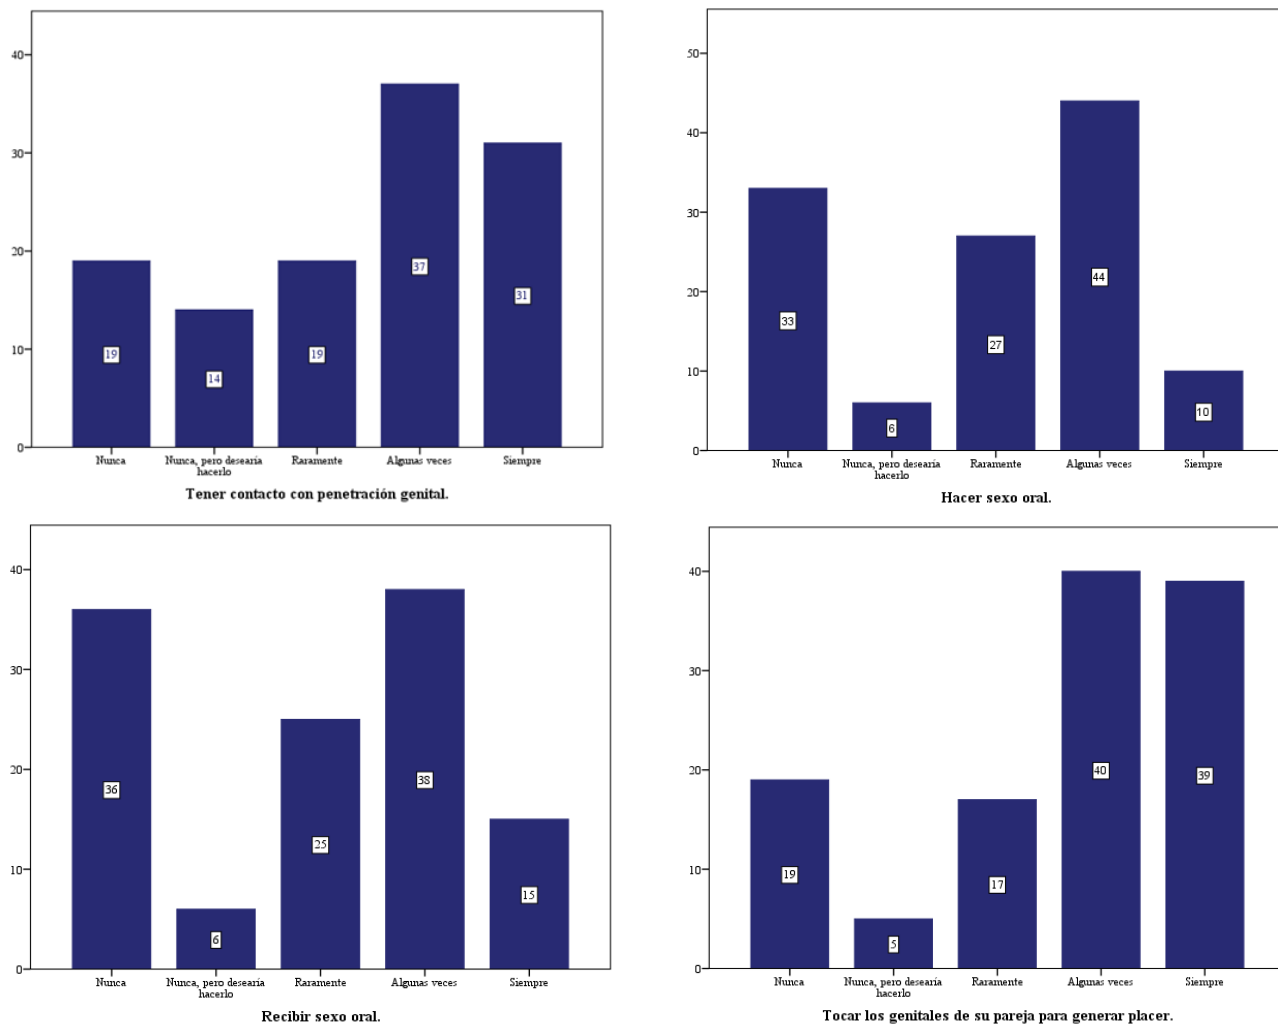 40
30
20
10
0
19
14
19
37
31
Nunca
Nunca, pero desearía
hacerlo
Raramente
Algunas veces
Siempre
Tener contacto con penetración genital.
50
40
30
20
10
0
33
6
27
44
10
Nunca
Nunca, pero desearía
hacerlo
Raramente
Algunas veces
Siempre
Hacer sexo oral.
40
30
20
10
0
36
6
25
38
15
Nunca
Nunca, pero desearía
hacerlo
Raramente
Algunas veces
Siempre
Recibir sexo oral.
40
30
20
10
0
19
5
17
40
39
Nunca
Nunca, pero desearía
hacerlo
Raramente
Algunas veces
Siempre
Tocar los genitales de su pareja para generar placer.